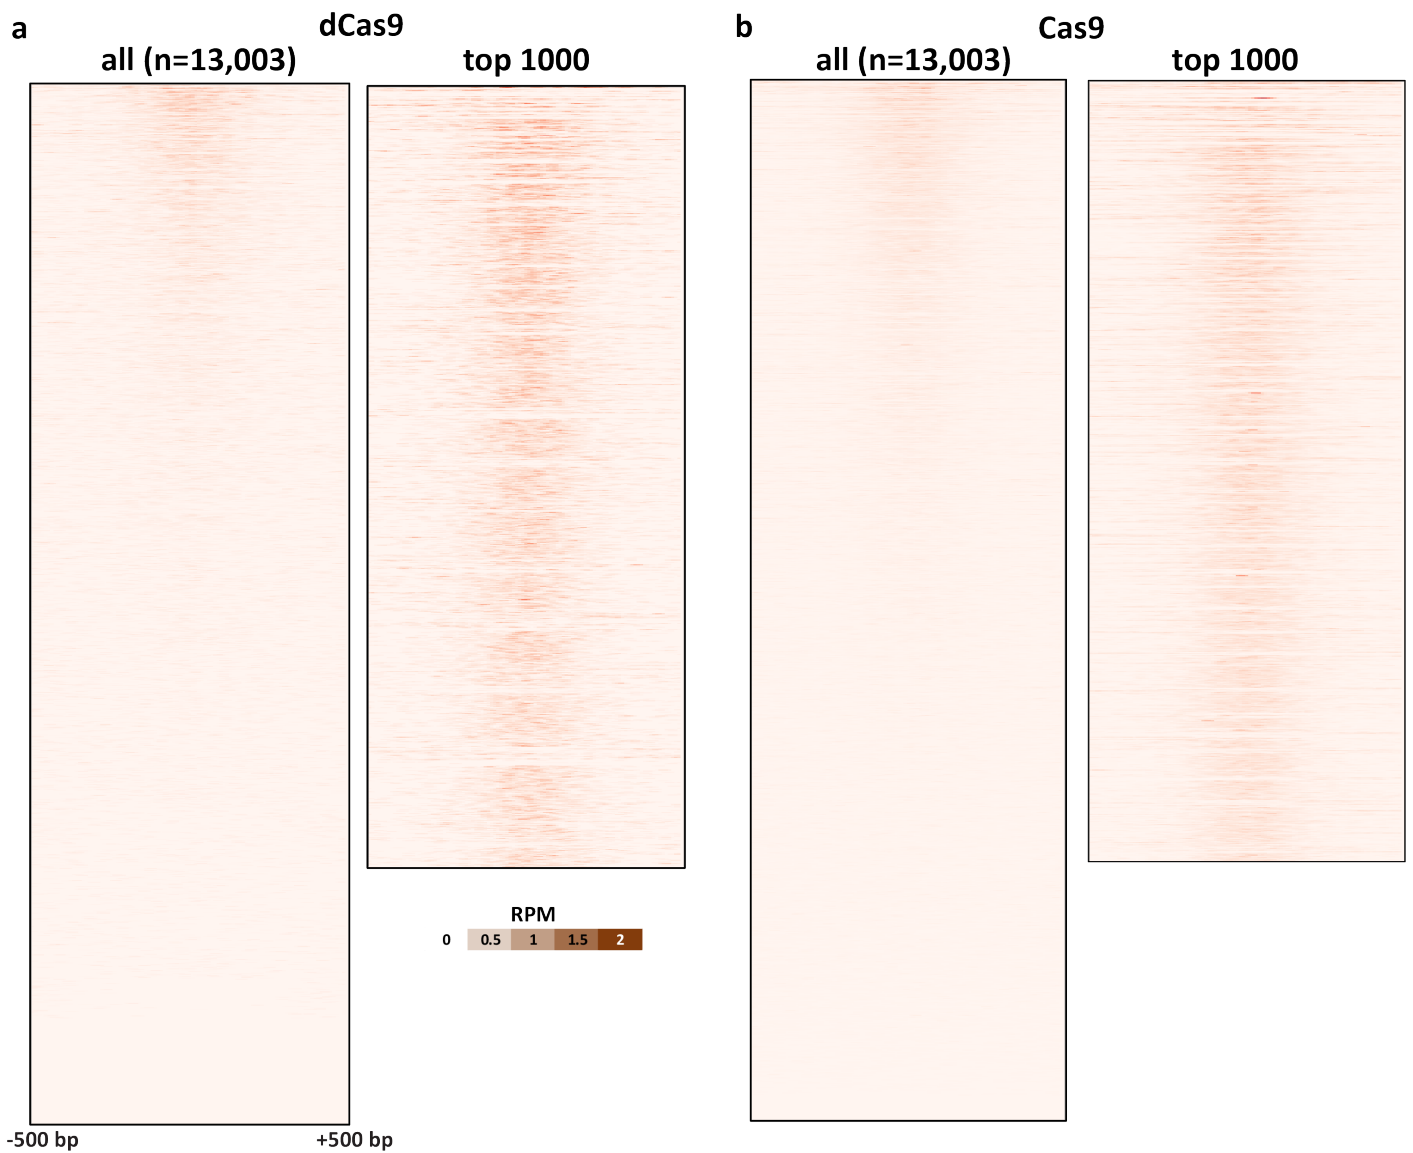 a
dCas9
all (n=13,003)
top 1000
b
Cas9
all (n=13,003)
top 1000
RPM
0 0.5 1 1.5 2
-500 bp
+500 bp